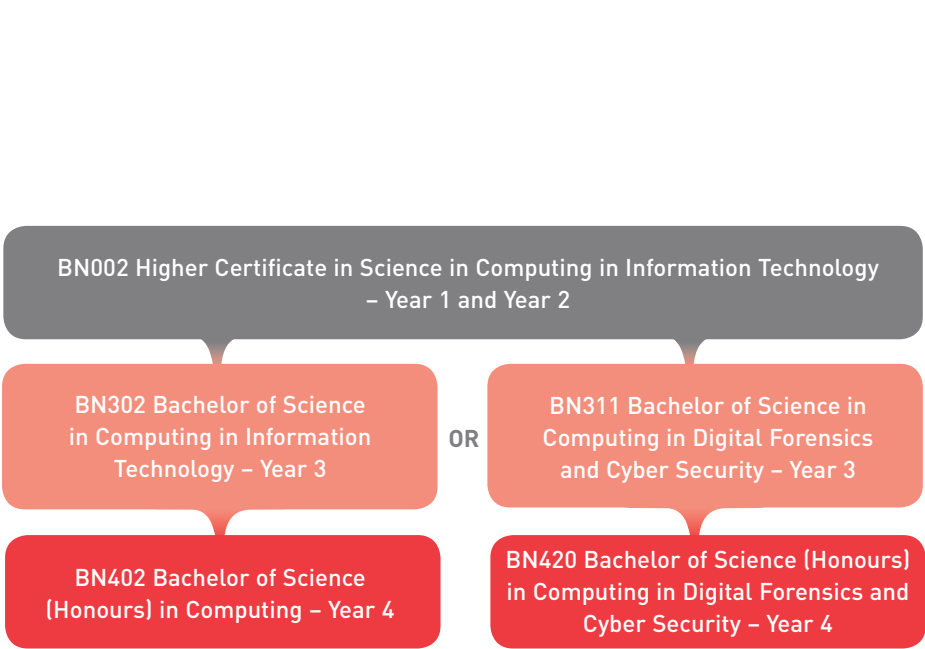 BN002 Higher Certificate in Science in Computing in Information Technology
– Year 1 and Year 2
BN302 Bachelor of Science
in Computing in Information
Technology – Year 3
OR
BN311 Bachelor of Science in
Computing in Digital Forensics
and Cyber Security – Year 3
BN402 Bachelor of Science
(Honours) in Computing – Year 4
BN420 Bachelor of Science (Honours)
in Computing in Digital Forensics and
Cyber Security – Year 4